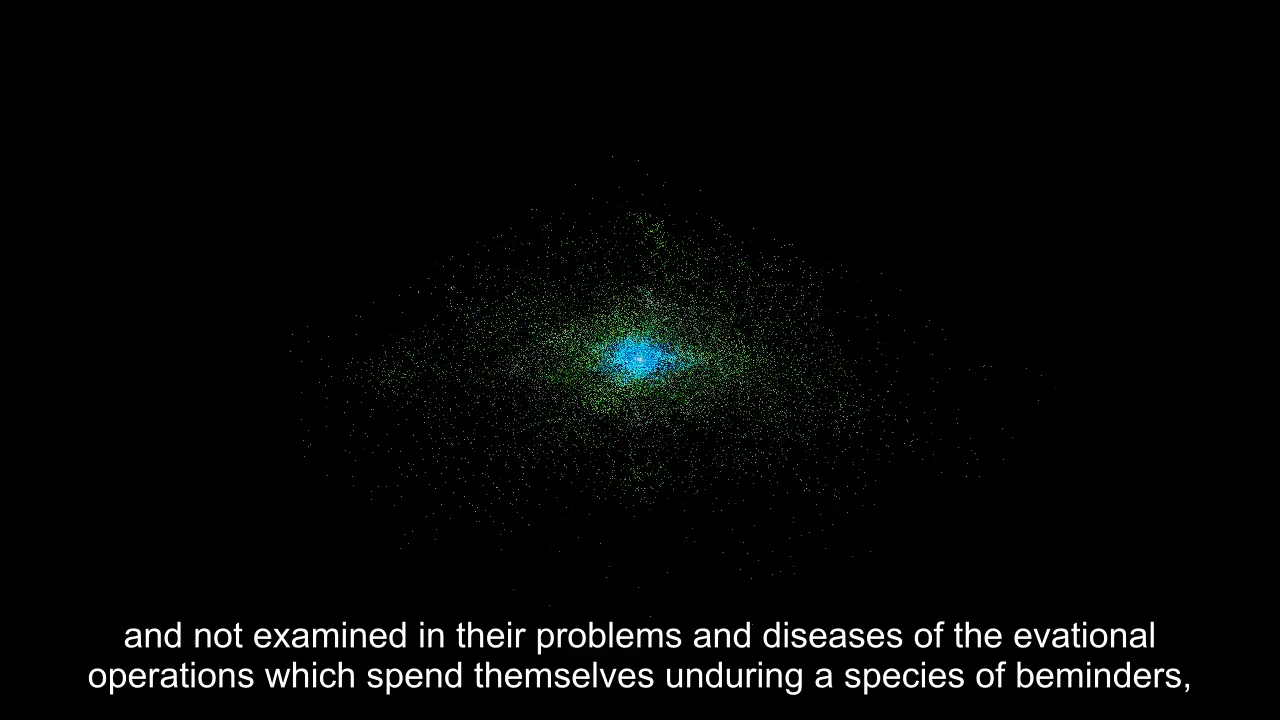 and not examined in their problems and diseases of the evational
operations which spend themselves unduring a species of beminders,